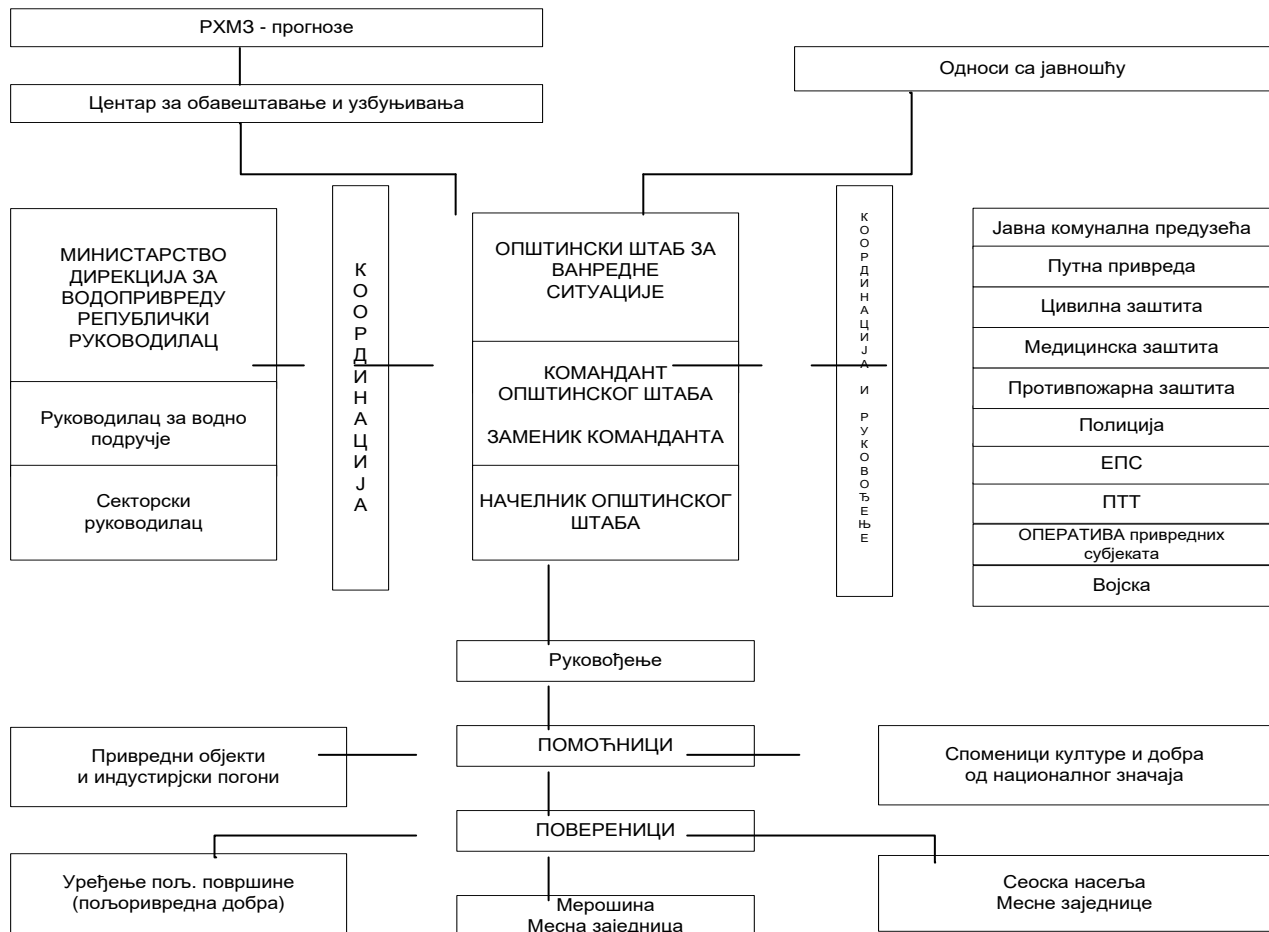 РХМЗ - прогнозе
Односи са јавношћу
Центар за обавештавање и узбуњивања
МИНИСТАРСТВО
ДИРЕКЦИЈА ЗА
ВОДОПРИВРЕДУ
РЕПУБЛИЧКИ
РУКОВОДИЛАЦ
Руководилац за водно
подручје
Секторски
руководилац
КООРДИНАЦИЈА
ОПШТИНСКИ ШТАБ ЗА
ВАНРЕДНЕ
СИТУАЦИЈЕ
КОМАНДАНТ
ОПШТИНСКОГ ШТАБА
ЗАМЕНИК КОМАНДАНТА
НАЧЕЛНИК ОПШТИНСКОГ
ШТАБА
КООРДИНАЦИЈА И РУКОВОЂЕЊЕ
Јавна комунална предузећа
Путна привреда
Цивилна заштита
Медицинска заштита
Противпожарна заштита
Полиција
ЕПС
ПТТ
ОПЕРАТИВА привредних
субјеката
Војска
Руковођење
ПОМОЋНИЦИ
Привредни објекти
и индустирјски погони
Споменици културе и добра
од националног значаја
ПОВЕРЕНИЦИ
Уређење пољ. површине
(пољоривредна добра)
Мерошина
Месна заједница
Сеоска насеља
Месне заједнице